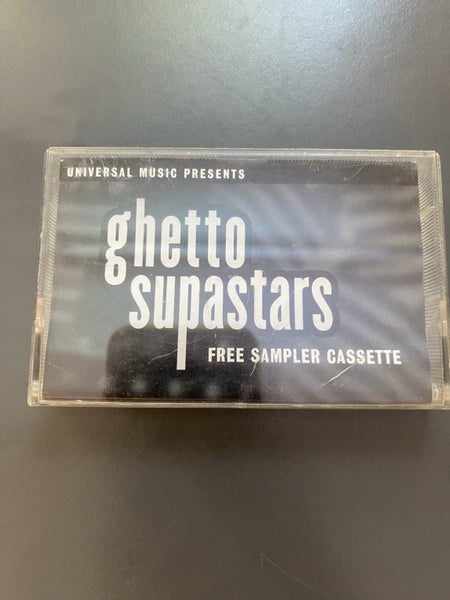 UNIVERSAL MUSIC PRESENTS
ghetto
supastars
FREE SAMPLER CASSETTE